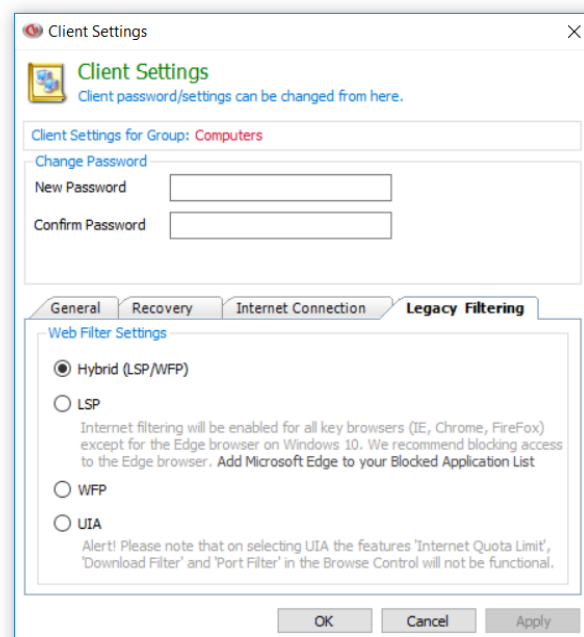 Client Settings
Client Settings
Client password/settings can be changed from here.
Client Settings for Group: Computers
Change Password
New Password
Confirm Password
General Recovery Internet Connection Legacy Filtering
Web Filter Settings
Hybrid (LSP/WFP)
LSP
Internet filtering will be enabled for all key browsers (IE, Chrome, FireFox)
except for the Edge browser on Windows 10. We recommend blocking access
to the Edge browser. Add Microsoft Edge to your Blocked Application List
WFP
UIA
Alert! Please note that on selecting UIA the features 'Internet Quota Limit',
'Download Filter' and 'Port Filter' in the Browse Control will not be functional.
OK Cancel Apply